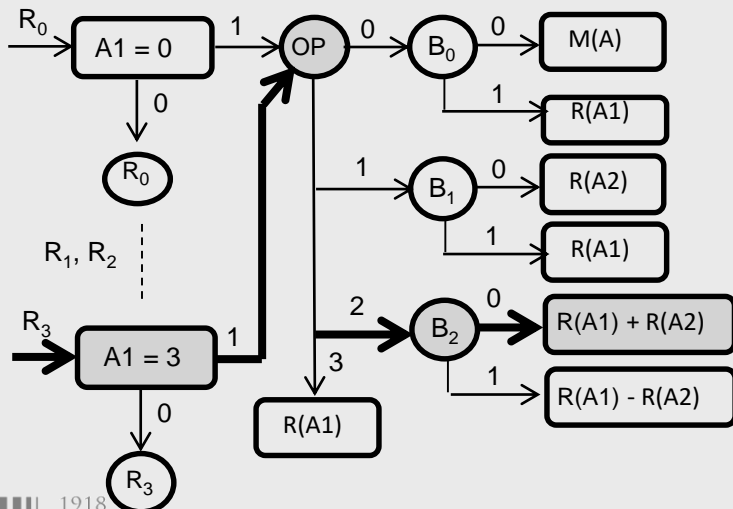 R₀
A1 = 0
1
OP
0
B₀
0
M(A)
0
1
R(A1)
R₀
1
B₁
0
R(A2)
1
R(A1)
R₁, R₂
R₃
A1 = 3
1
2
B₂
0
R(A1) + R(A2)
3
1
R(A1) - R(A2)
0
R(A1)
R₃
1918